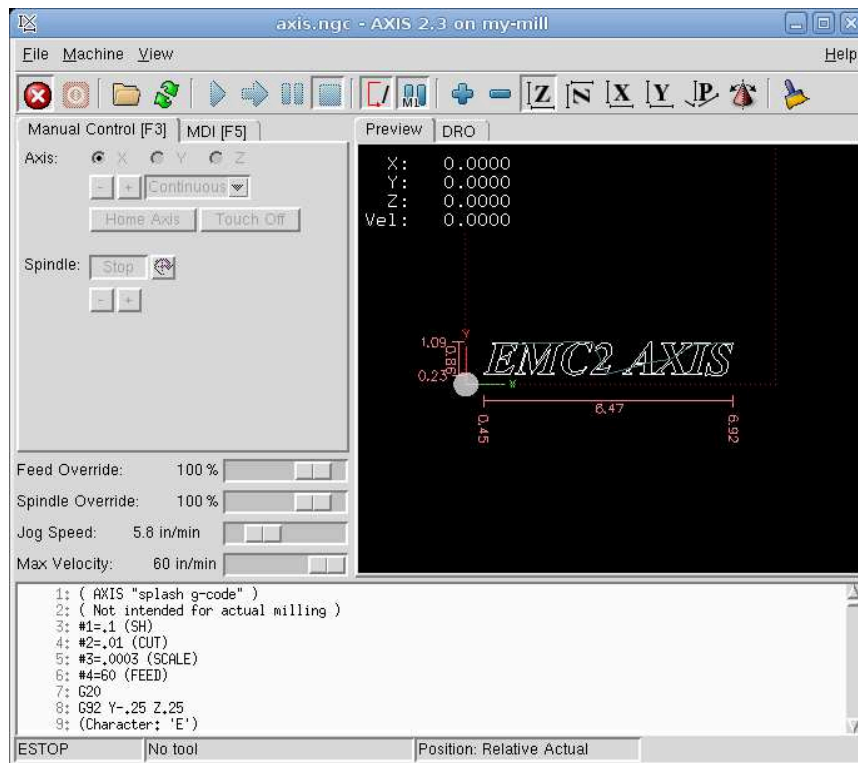 axis.ngc - AXIS 2.3 on my-mill
File Machine View Help
Z N X Y P
Manual Control [F3] MDI [F5]
Preview DRO
Axis: X Y Z
- + Continuous
Home Axis Touch Off
Spindle: Stop
- +
X: 0.0000
Y: 0.0000
Z: 0.0000
Vel: 0.0000
Y
1.09
0.86
0.23
X
EMC2 AXIS
6.47
0.45
6.92
Feed Override: 100 %
Spindle Override: 100 %
Jog Speed: 5.8 in/min
Max Velocity: 60 in/min
1: ( AXIS "splash g-code" )
2: ( Not intended for actual milling )
3: #1=.1 (SH)
4: #2=.01 (CUT)
5: #3=.0003 (SCALE)
6: #4=60 (FEED)
7: G20
8: G92 Y-.25 Z.25
9: (Character: 'E')
ESTOP No tool Position: Relative Actual